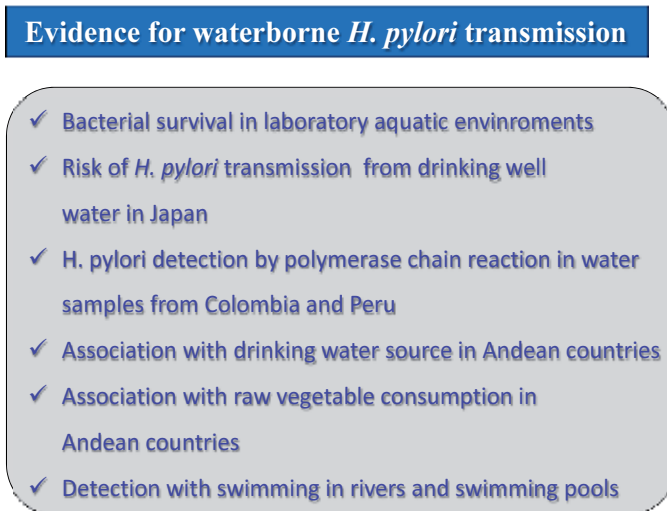 Evidence for waterborne H. pylori transmission
✓ Bacterial survival in laboratory aquatic envinroments
✓ Risk of H. pylori transmission from drinking well
water in Japan
✓ H. pylori detection by polymerase chain reaction in water
samples from Colombia and Peru
✓ Association with drinking water source in Andean countries
✓ Association with raw vegetable consumption in
Andean countries
✓ Detection with swimming in rivers and swimming pools